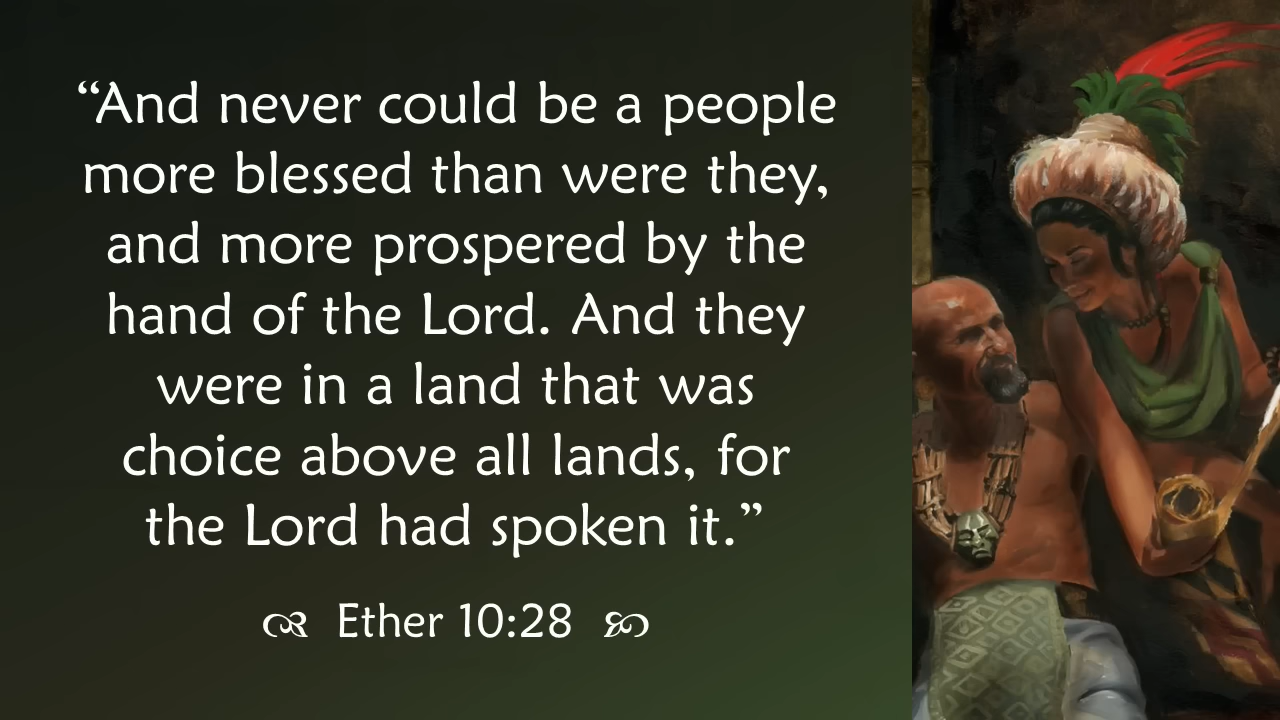 “And never could be a people
more blessed than were they,
and more prospered by the
hand of the Lord. And they
were in a land that was
choice above all lands, for
the Lord had spoken it.”
Ether 10:28